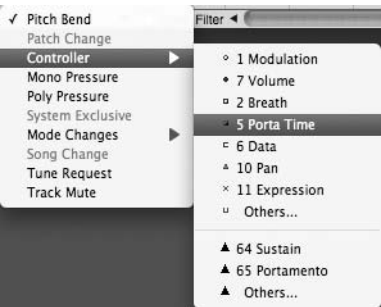 ✓ Pitch Bend
Patch Change
Controller
Mono Pressure
Poly Pressure
System Exclusive
Mode Changes
Song Change
Tune Request
Track Mute
Filter
1 Modulation
7 Volume
2 Breath
5 Porta Time
6 Data
10 Pan
11 Expression
Others...
64 Sustain
65 Portamento
Others...